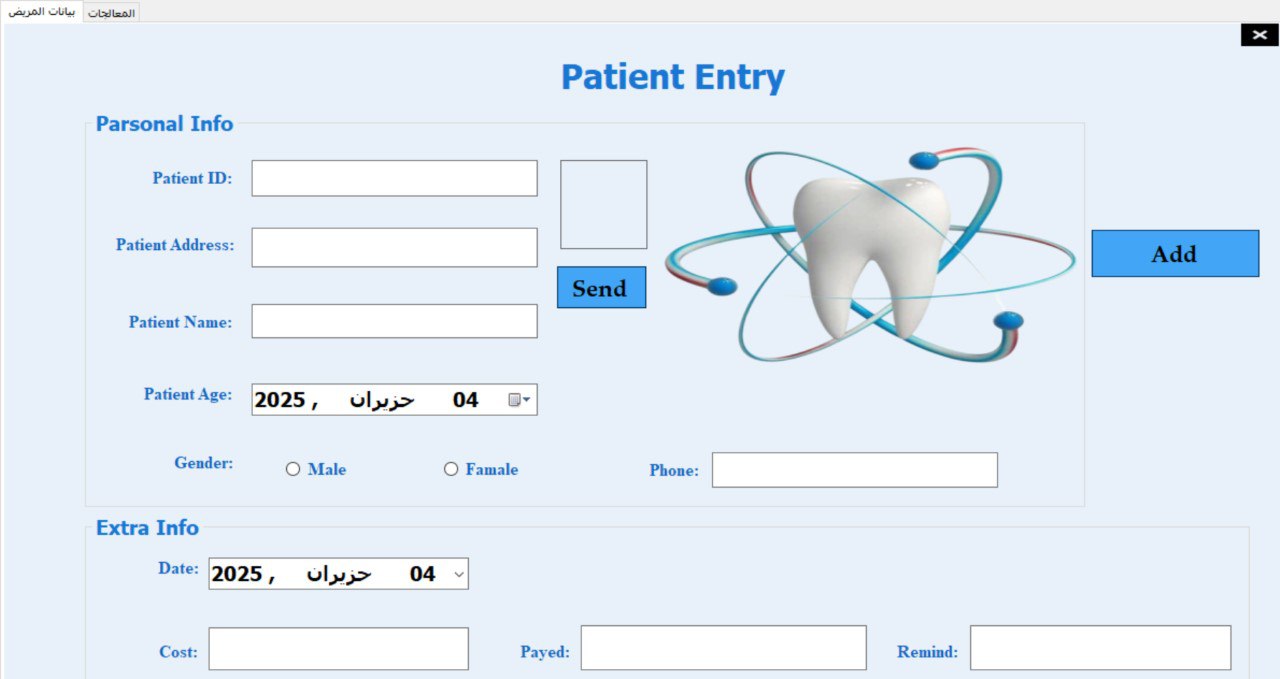 بيانات المريض المعالجات
Patient Entry
Parsonal Info
Patient ID:
Patient Address:
Send
Add
Patient Name:
Patient Age: 2025 , حزيران 04
Gender: Male Famale Phone:
Extra Info
Date: 2025 , حزيران 04
Cost: Payed: Remind: